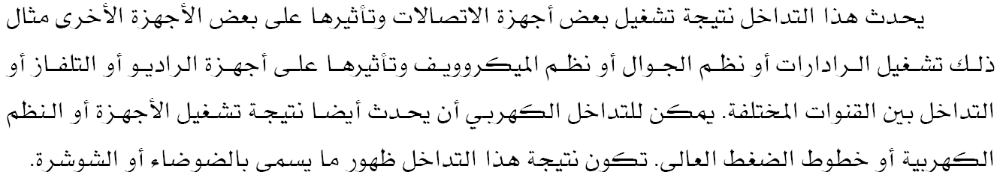 يحدث هذا التداخل نتيجة تشغيل بعض أجهزة الاتصالات وتأثيرها على بعض الأجهزة الأخرى مثال
ذلك تشغيل الرادارات أو نظم الجوال أو نظم الميكروويف وتأثيرها على أجهزة الراديو أو التلفاز أو
التداخل بين القنوات المختلفة. يمكن للتداخل الكهربي أن يحدث أيضا نتيجة تشغيل الأجهزة أو النظم
الكهربية أو خطوط الضغط العالي. تكون نتيجة هذا التداخل ظهور ما يسمى بالضوضاء أو الشوشرة.